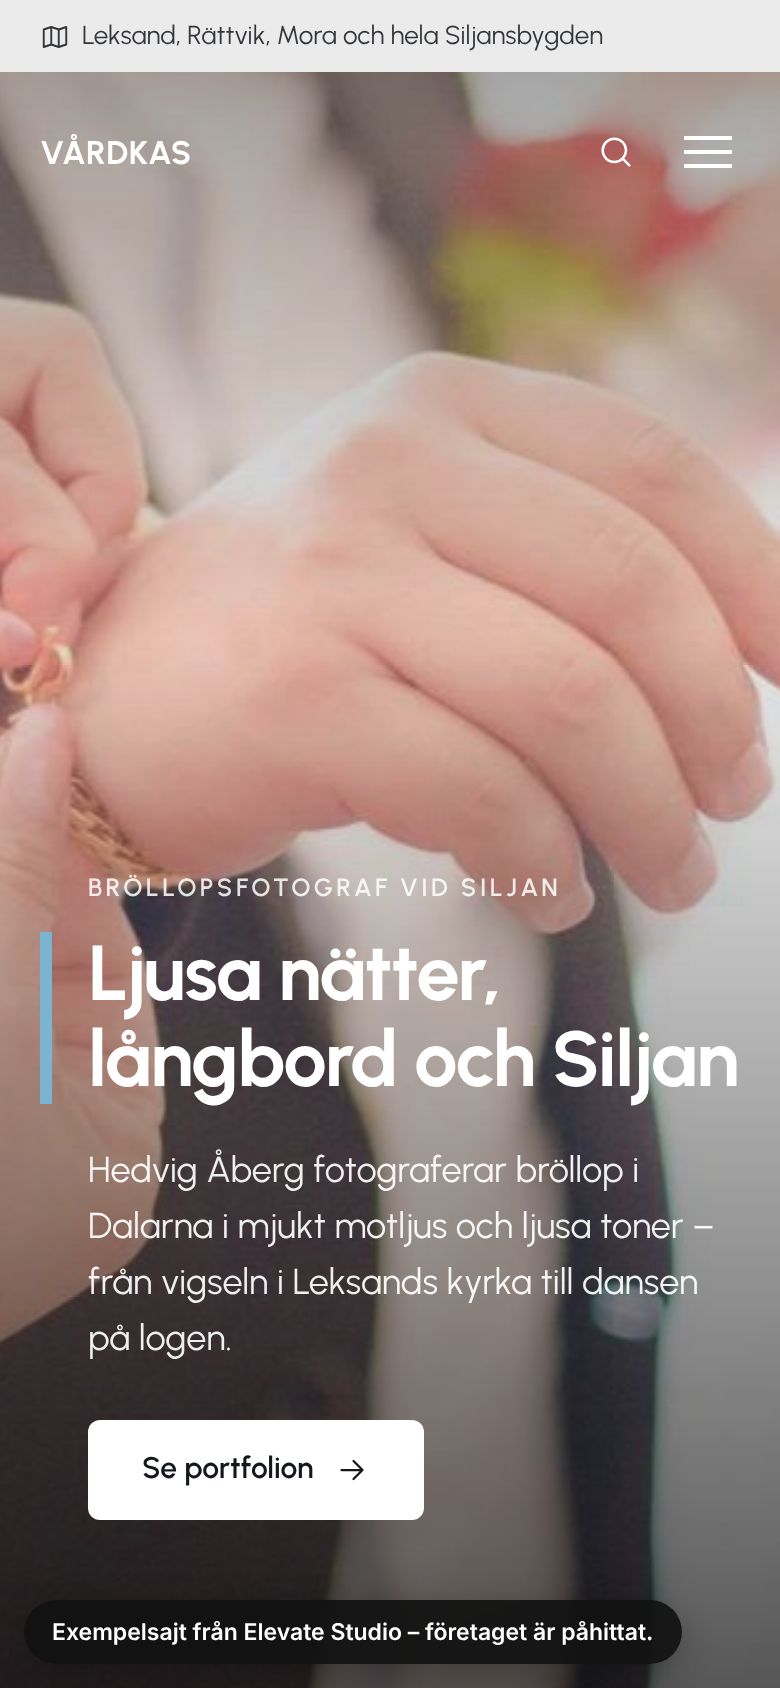 Leksand, Rättvik, Mora och hela Siljansbygden
VÅRDKAS
BRÖLLOPSFOTOGRAF VID SILJAN
Ljusa nätter,
långbord och Siljan
Hedvig Åberg fotograferar bröllop i
Dalarna i mjukt motljus och ljusa toner –
från vigseln i Leksands kyrka till dansen
på logen.
Se portfolion
Exempelsajt från Elevate Studio – företaget är påhittat.